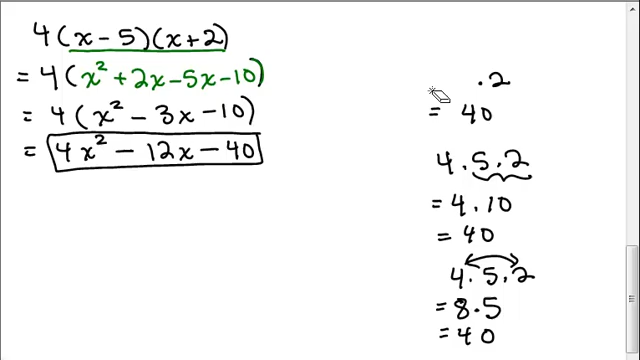 4(x-5)(x+2)
= 4(x² + 2x - 5x - 10)
= 4(x² - 3x - 10)
= 4x² - 12x - 40
. 2
= 40
4 . 5 . 2
= 4 . 10
= 40
4 . 5 . 2
= 8 . 5
= 40